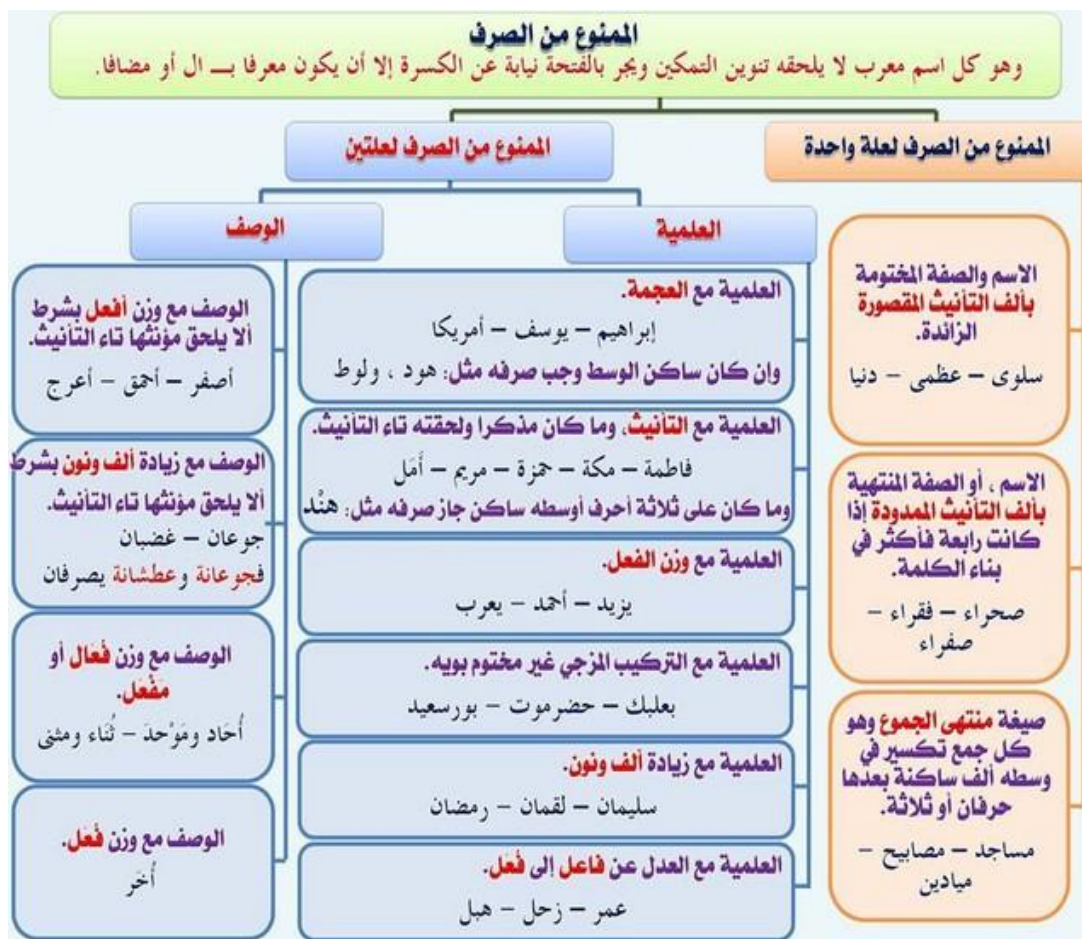 الممنوع من الصرف
وهو كل اسم معرب لا يلحقه تنوين التمكين ويجر بالفتحة نيابة عن الكسرة إلا أن يكون معرفا بــ ال أو مضافا.
الممنوع من الصرف لعلة واحدة
الاسم والصفة المختومة
بألف التأنيث المقصورة
الزائدة.
سلوى – عظمى – دنيا
الاسم ، أو الصفة المنتهية
بألف التأنيث الممدودة إذا
كانت رابعة فأكثر في
بناء الكلمة.
صحراء – فقراء –
صفراء
صيغة منتهى الجموع وهو
كل جمع تكسير في
وسطه ألف ساكنة بعدها
حرفان أو ثلاثة.
مساجد – مصابيح –
ميادين
الممنوع من الصرف لعلتين
العلمية
العلمية مع العجمة.
إبراهيم – يوسف – أمريكا
وإن كان ساكن الوسط وجب صرفه مثل: هود ، ولوط
العلمية مع التأنيث، وما كان مذكرا ولحقته تاء التأنيث.
فاطمة – مكة – حمزة – مريم – أَمَل
وما كان على ثلاثة أحرف أوسطه ساكن جاز صرفه مثل: هنْد
العلمية مع وزن الفعل.
يزيد – أحمد – يعرب
العلمية مع التركيب المزجي غير مختوم بويه.
بعلبك – حضرموت – بورسعيد
العلمية مع زيادة ألف ونون.
سليمان – لقمان – رمضان
العلمية مع العدل عن فاعل إلى فُعَل.
عمر – زحل – هبل
الوصف
الوصف مع وزن أفعل بشرط
ألا يلحق مؤنثها تاء التأنيث.
أصفر – أحمق – أعرج
الوصف مع زيادة ألف ونون بشرط
ألا يلحق مؤنثها تاء التأنيث.
جوعان – غضبان
فجوعانة وعطشانة يصرفان
الوصف مع وزن فُعَال أو
مَفْعَل.
أُحَاد ومَوْحَد – ثُنَاء ومثنى
الوصف مع وزن فُعَل.
أُخَر